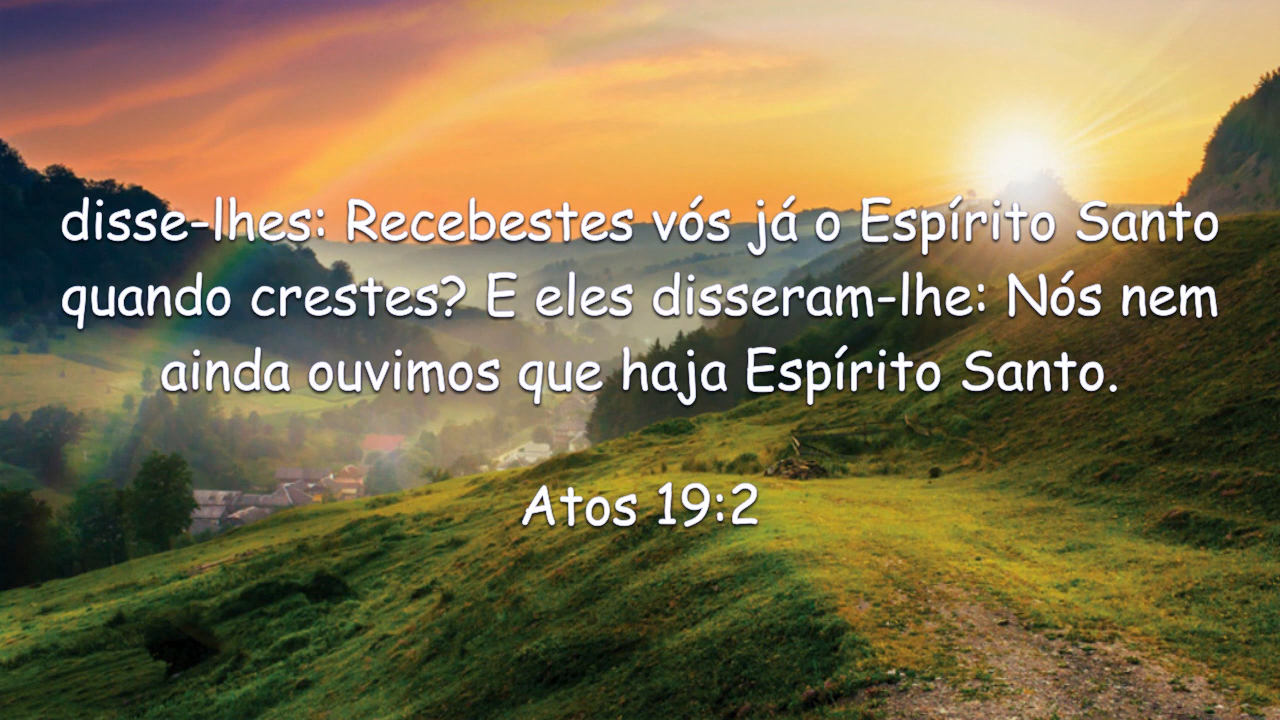 disse-lhes: Recebestes vós já o Espírito Santo
quando crestes? E eles disseram-lhe: Nós nem
ainda ouvimos que haja Espírito Santo.
Atos 19:2